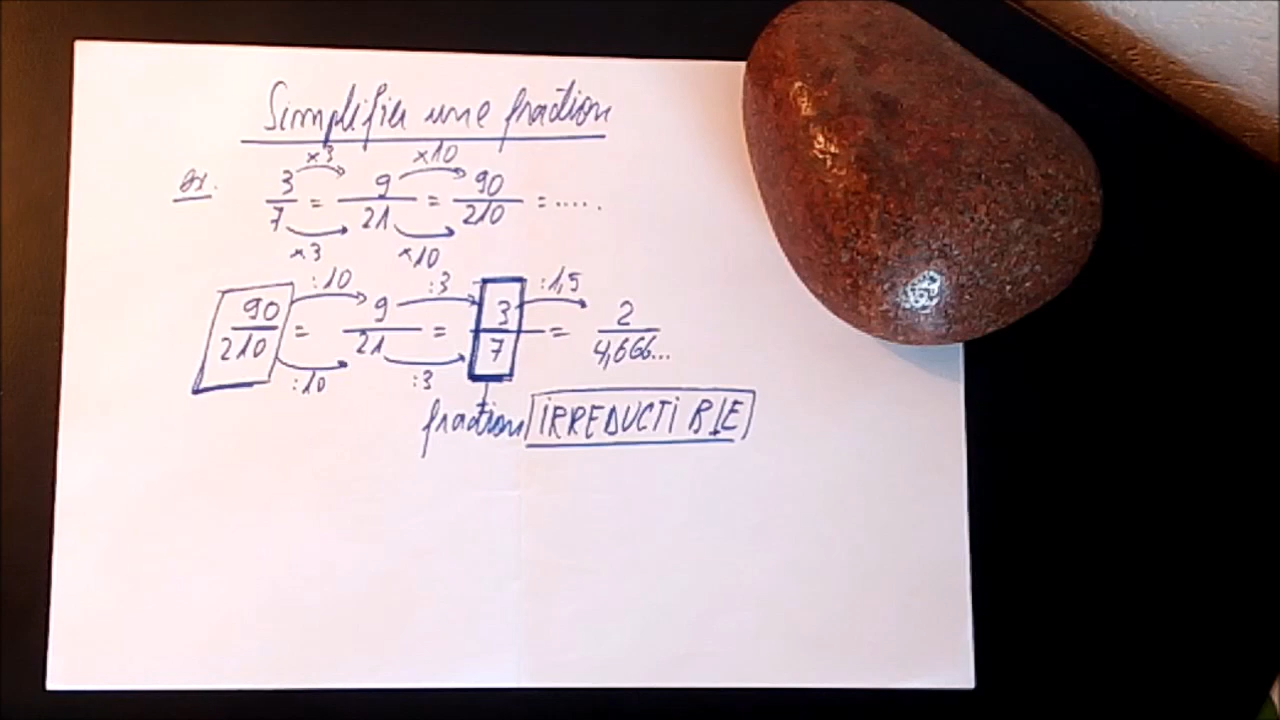 Simplifier une fraction
×3 ×10
ex. 3/7 = 9/21 = 90/210 = .....
×3 ×10
:10 :3 :1,5
90/210 = 9/21 = 3/7 = 2/4,666...
:10 :3
fraction IRREDUCTIBLE